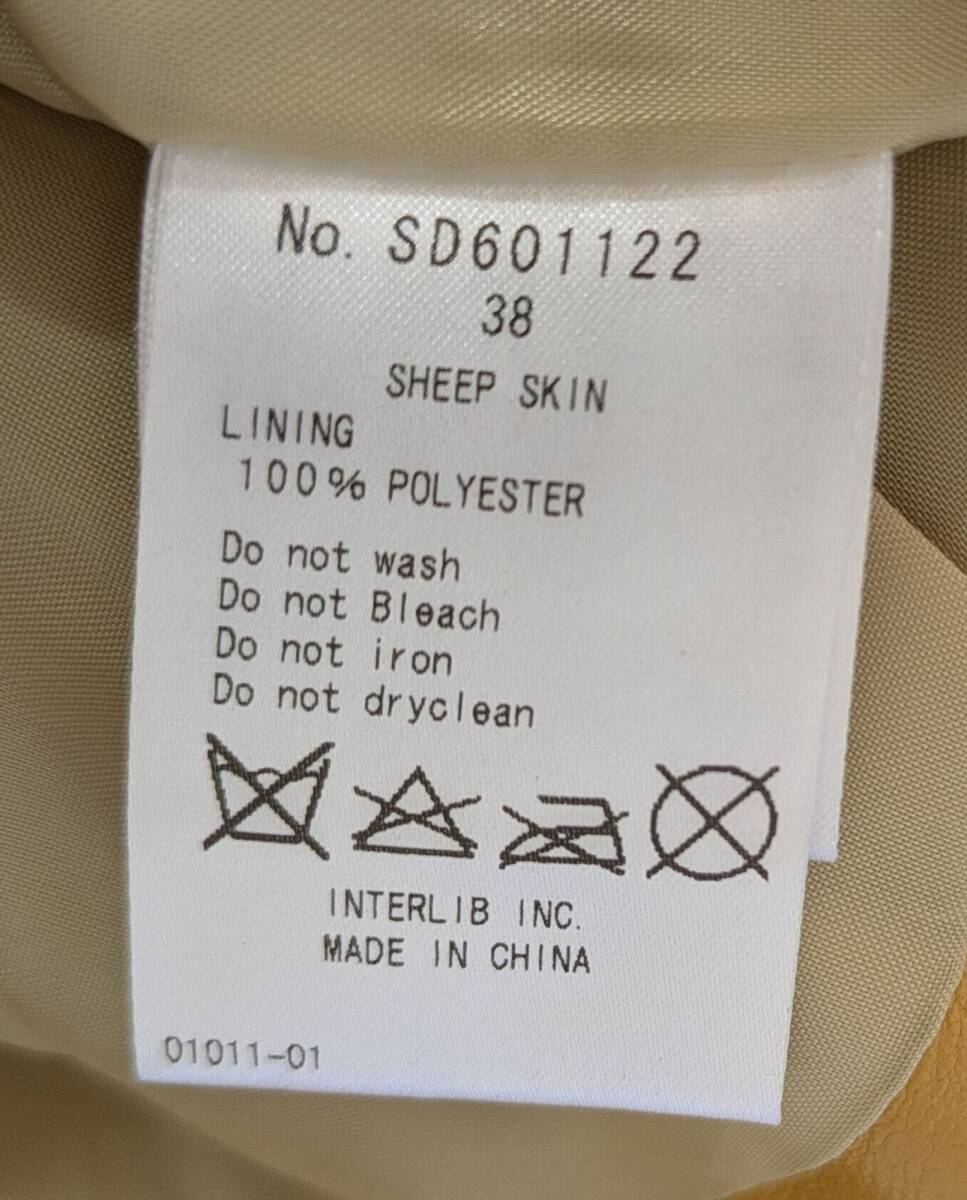 No. SD601122
38
SHEEP SKIN
LINING
100% POLYESTER
Do not wash
Do not Bleach
Do not iron
Do not dryclean
INTERLIB INC.
MADE IN CHINA
01011-01